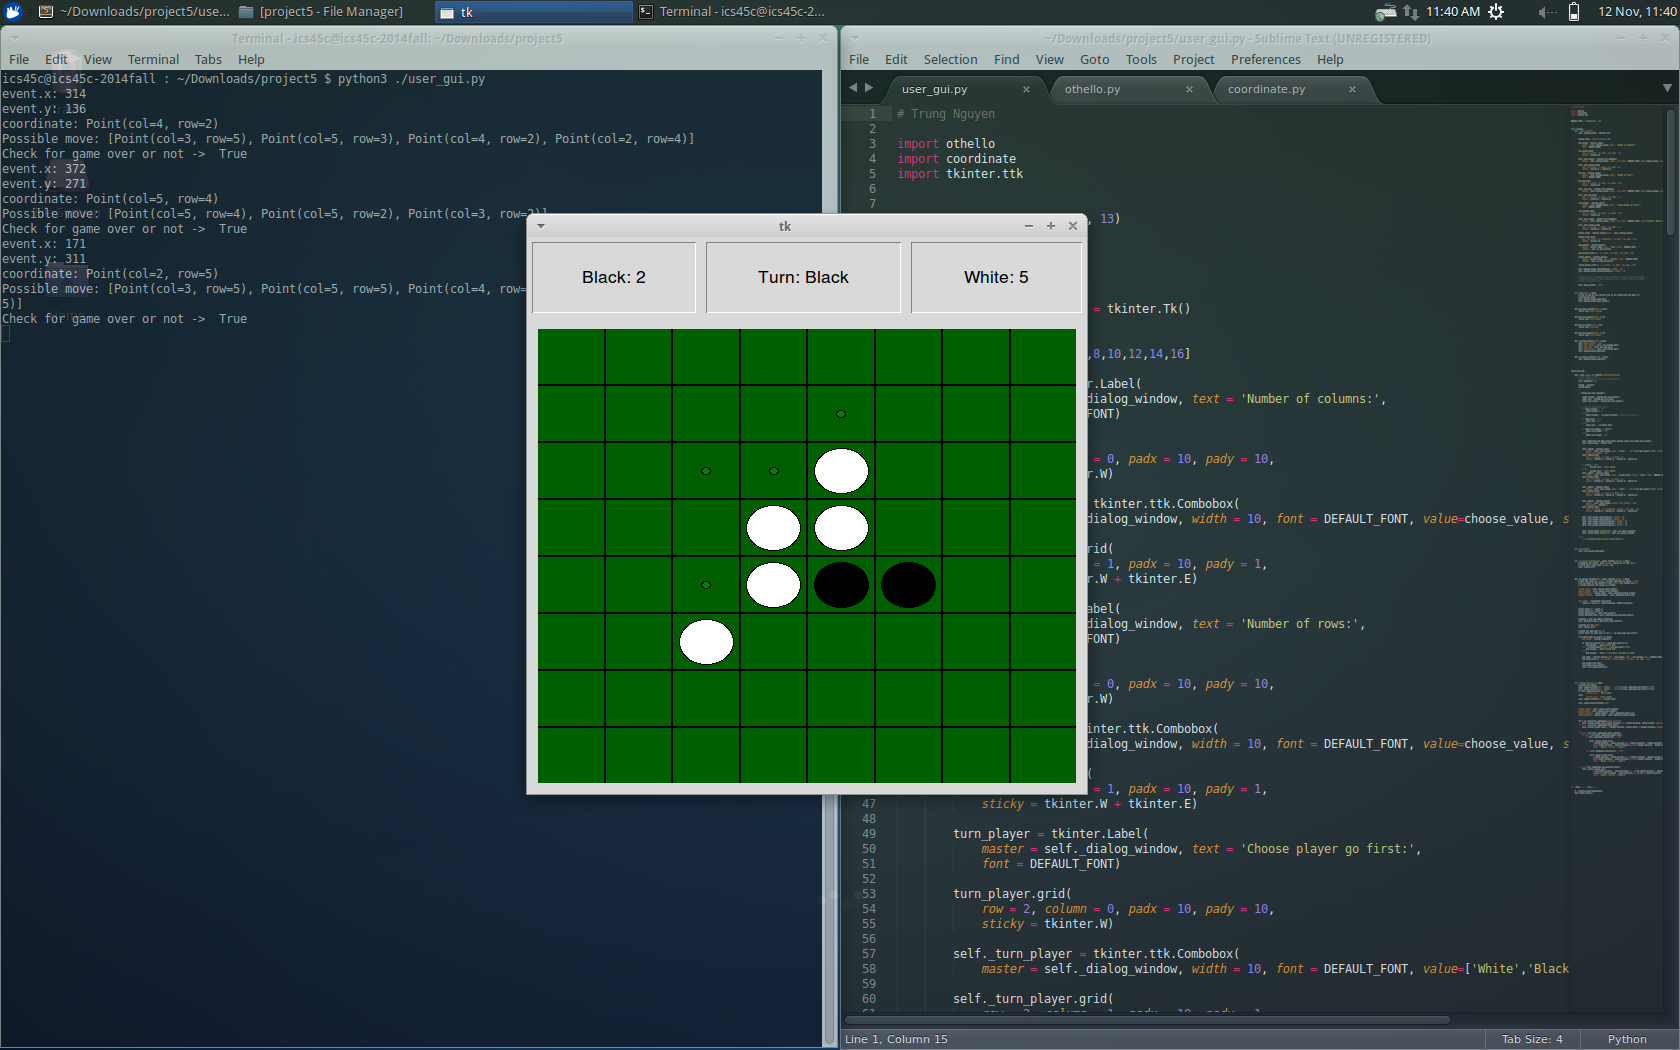 ~/Downloads/project5/use... [project5 - File Manager] tk Terminal - ics45c@ics45c-2... 11:40 AM 12 Nov, 11:40
Terminal - ics45c@ics45c-2014fall: ~/Downloads/project5
File Edit View Terminal Tabs Help
ics45c@ics45c-2014fall : ~/Downloads/project5 $ python3 ./user_gui.py
event.x: 314
event.y: 136
coordinate: Point(col=4, row=2)
Possible move: [Point(col=3, row=5), Point(col=5, row=3), Point(col=4, row=2), Point(col=2, row=4)]
Check for game over or not ->  True
event.x: 372
event.y: 271
coordinate: Point(col=5, row=4)
Possible move: [Point(col=5, row=4), Point(col=5, row=2), Point(col=3, row=2)]
Check for game over or not ->  True
event.x: 171
event.y: 311
coordinate: Point(col=2, row=5)
Possible move: [Point(col=3, row=5), Point(col=5, row=5), Point(col=4, row=
5)]
Check for game over or not ->  True
tk
Black: 2
Turn: Black
White: 5
~/Downloads/project5/user_gui.py - Sublime Text (UNREGISTERED)
File Edit Selection Find View Goto Tools Project Preferences Help
user_gui.py othello.py coordinate.py
1 # Trung Nguyen
2
3 import othello
4 import coordinate
5 import tkinter.ttk
6
7
, 13)
= tkinter.Tk()
,8,10,12,14,16]
r.Label(
dialog_window, text = 'Number of columns:',
FONT)
= 0, padx = 10, pady = 10,
r.W)
tkinter.ttk.Combobox(
dialog_window, width = 10, font = DEFAULT_FONT, value=choose_value, s
rid(
= 1, padx = 10, pady = 1,
r.W + tkinter.E)
abel(
dialog_window, text = 'Number of rows:',
FONT)
= 0, padx = 10, pady = 10,
r.W)
inter.ttk.Combobox(
dialog_window, width = 10, font = DEFAULT_FONT, value=choose_value, s
(
= 1, padx = 10, pady = 1,
47 sticky = tkinter.W + tkinter.E)
48
49 turn_player = tkinter.Label(
50 master = self._dialog_window, text = 'Choose player go first:',
51 font = DEFAULT_FONT)
52
53 turn_player.grid(
54 row = 2, column = 0, padx = 10, pady = 10,
55 sticky = tkinter.W)
56
57 self._turn_player = tkinter.ttk.Combobox(
58 master = self._dialog_window, width = 10, font = DEFAULT_FONT, value=['White','Black
59
60 self._turn_player.grid(
Line 1, Column 15 Tab Size: 4 Python